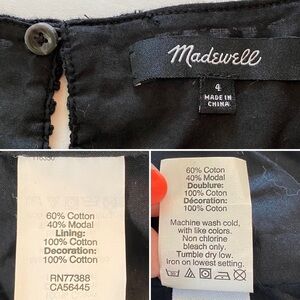 Madewell
4
MADE IN
CHINA
60% Cotton
40% Modal
Lining:
100% Cotton
Decoration:
100% Cotton
RN77388
CA56445
60% Coton
40% Modal
Doublure:
100% Coton
Décoration:
100% Coton
Machine wash cold,
with like colors.
Non chlorine
bleach only.
Tumble dry low.
Iron on lowest setting.